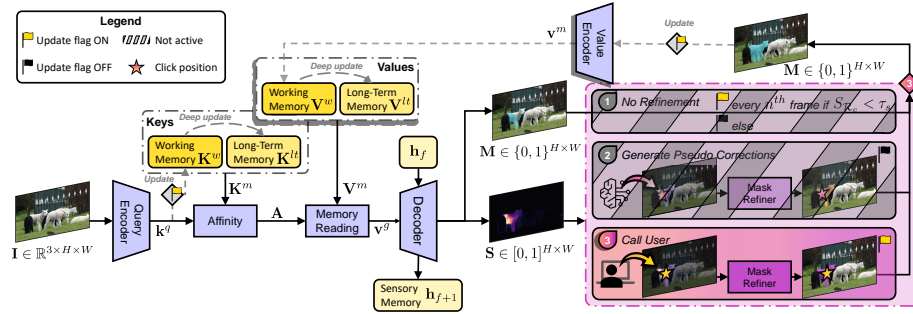 Legend
Update flag ON
Not active
Update flag OFF
Click position
Update
v^m
Value
Encoder
M ∈ {0, 1}^{H×W}
3
Values
Deep update
Working
Memory V^w
Long-Term
Memory V^{lt}
Keys
Deep update
Working
Memory K^w
Long-Term
Memory K^{lt}
Update
K^m
V^m
h_f
M ∈ {0, 1}^{H×W}
1 No Refinement
every n^{th} frame if S_{R_c} < τ_s
else
2 Generate Pseudo Corrections
Mask
Refiner
I ∈ ℝ^{3×H×W}
Query
Encoder
k^q
Affinity
A
Memory
Reading
v^g
Decoder
S ∈ [0, 1]^{H×W}
3 Call User
Mask
Refiner
Sensory
Memory h_{f+1}